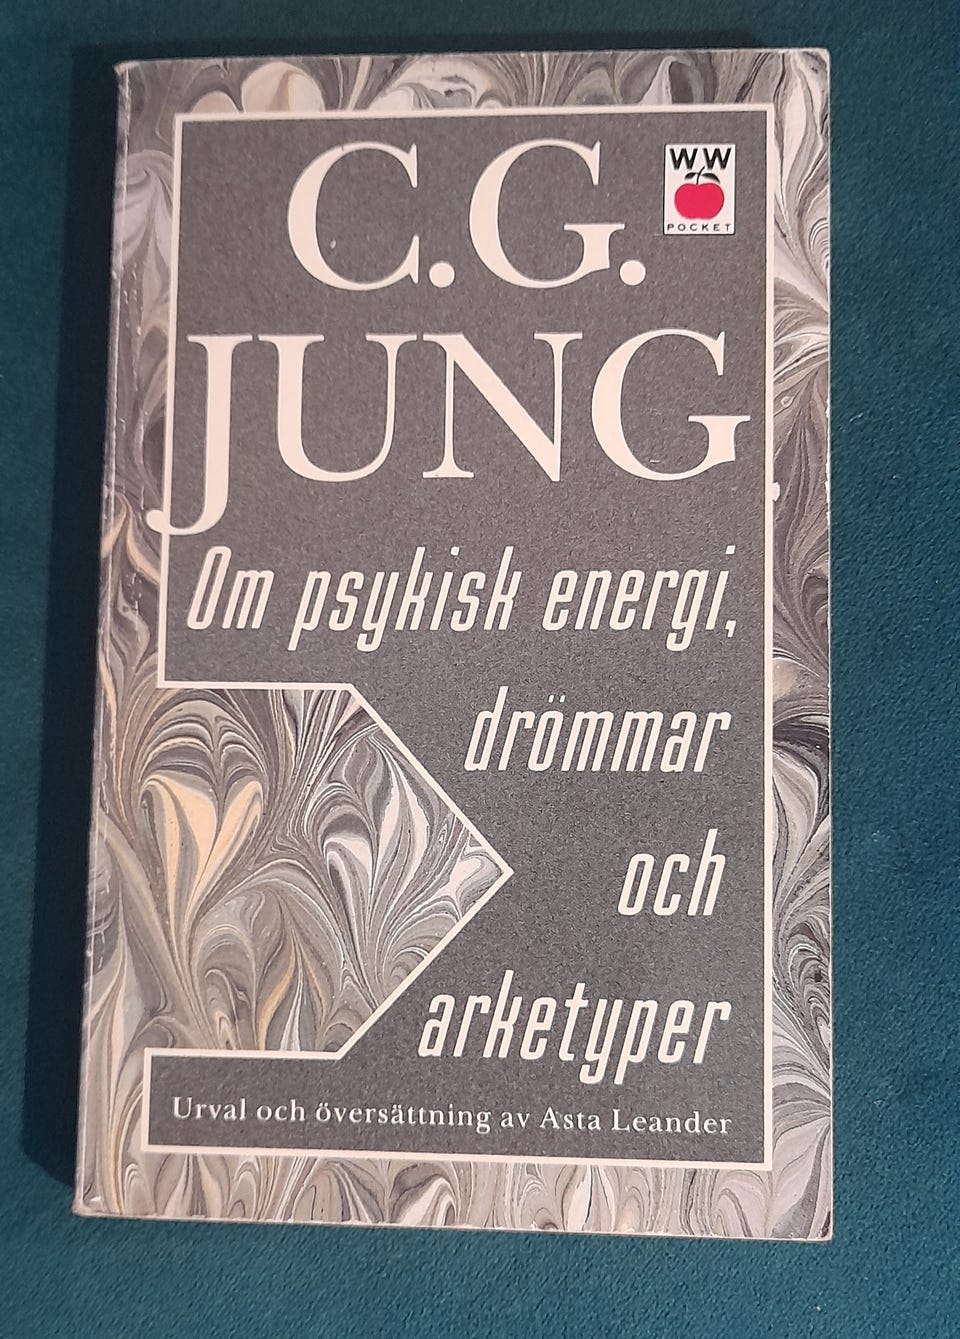 C.G.
WW
POCKET
JUNG
Om psykisk energi,
drömmar
och
arketyper
Urval och översättning av Asta Leander